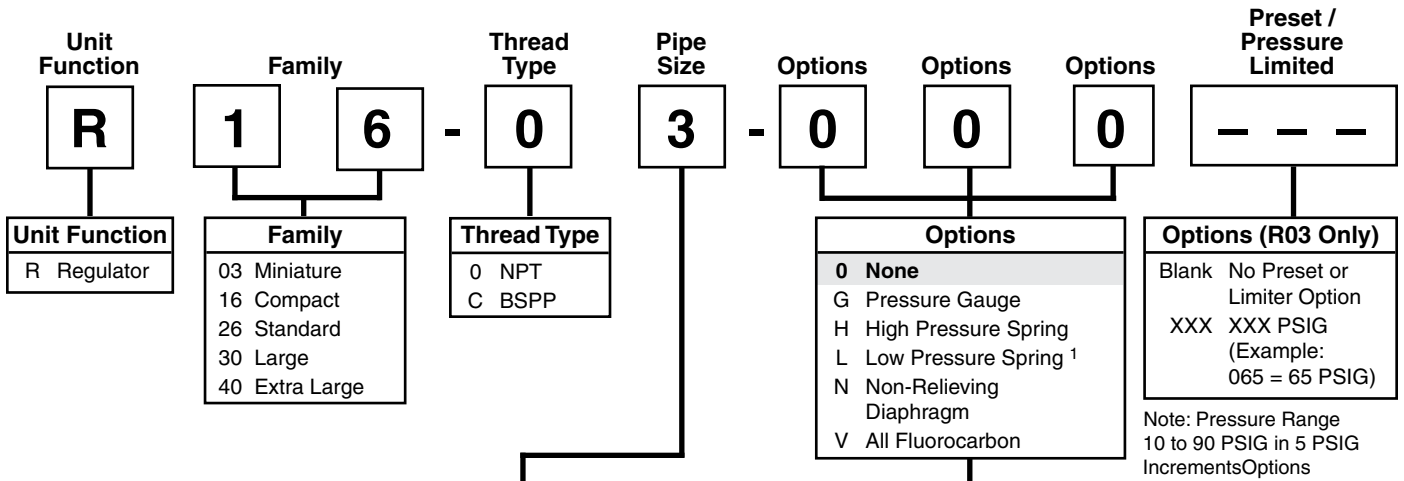 Unit Function
Family
Thread Type
Pipe Size
Options
Options
Options
Preset / Pressure Limited
R 1 6 - 0 3 - 0 0 0 – – –
Unit Function
R Regulator
Family
03 Miniature
16 Compact
26 Standard
30 Large
40 Extra Large
Thread Type
0 NPT
C BSPP
Options
0 None
G Pressure Gauge
H High Pressure Spring
L Low Pressure Spring 1
N Non-Relieving
Diaphragm
V All Fluorocarbon
Options (R03 Only)
Blank No Preset or
Limiter Option
XXX XXX PSIG
(Example:
065 = 65 PSIG)
Note: Pressure Range
10 to 90 PSIG in 5 PSIG
IncrementsOptions